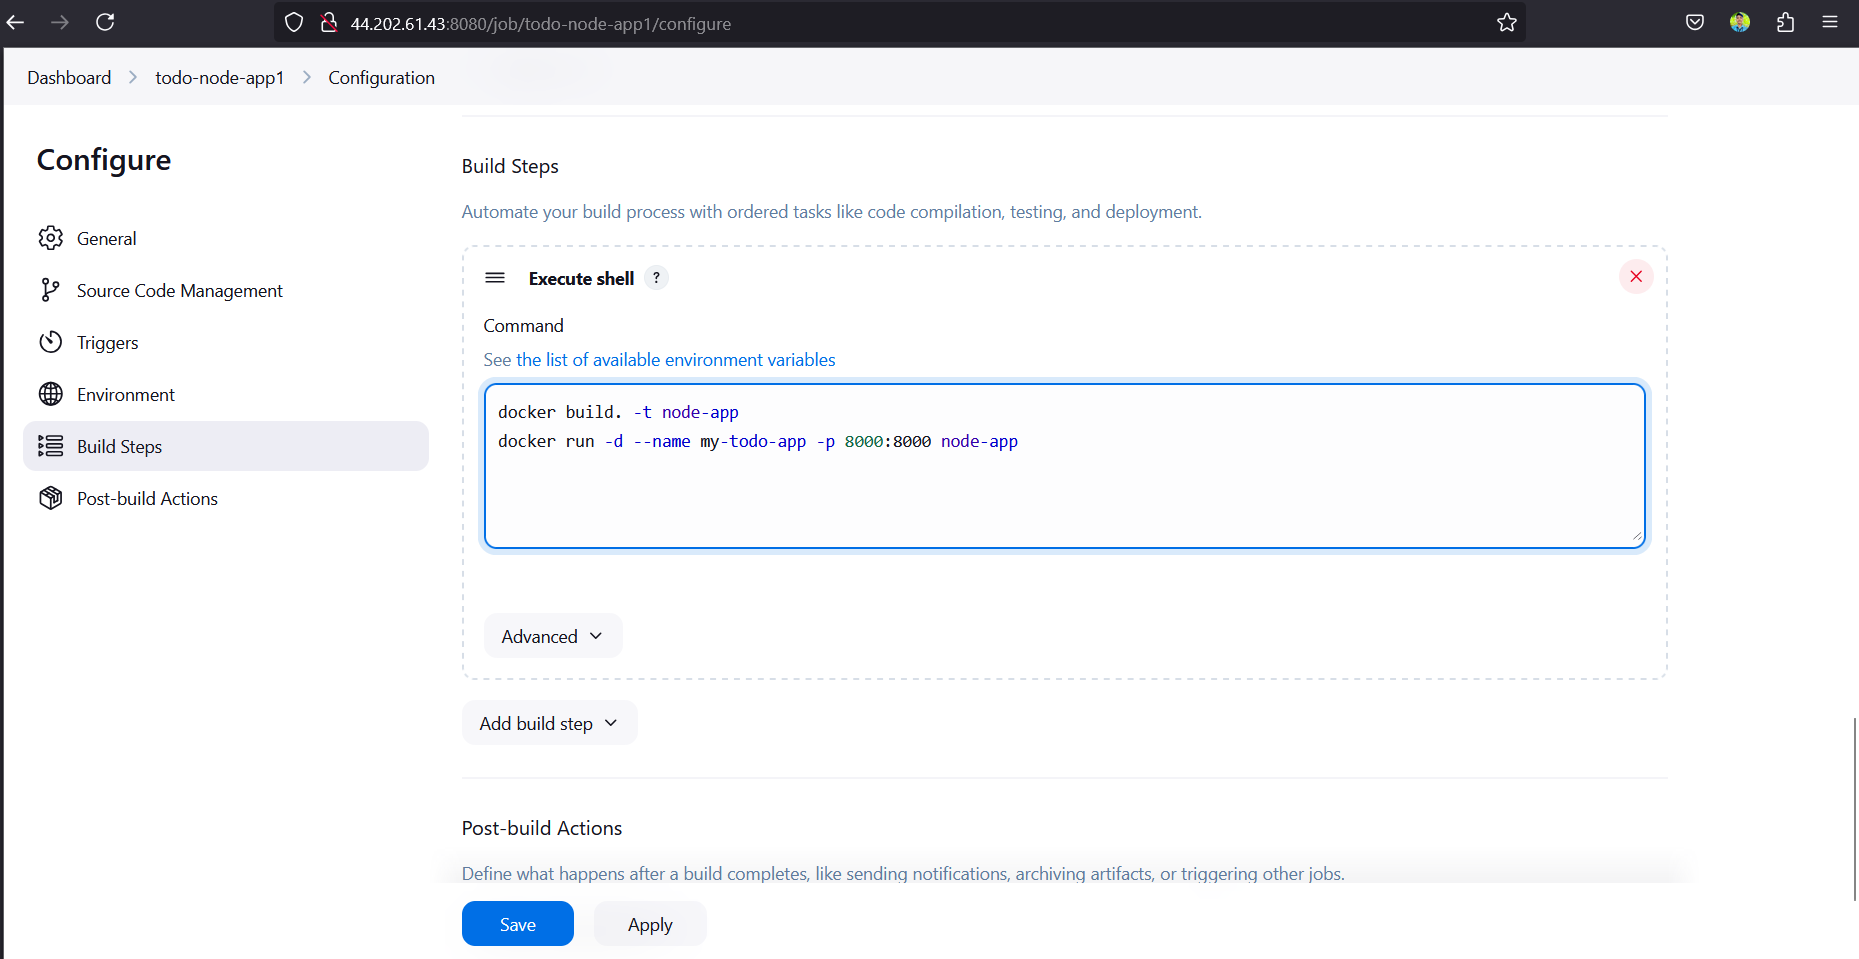 44.202.61.43:8080/job/todo-node-app1/configure
Dashboard > todo-node-app1 > Configuration
Configure
General
Source Code Management
Triggers
Environment
Build Steps
Post-build Actions
Build Steps
Automate your build process with ordered tasks like code compilation, testing, and deployment.
Execute shell ?
Command
See the list of available environment variables
docker build. -t node-app
docker run -d --name my-todo-app -p 8000:8000 node-app
Advanced
Add build step
Post-build Actions
Define what happens after a build completes, like sending notifications, archiving artifacts, or triggering other jobs.
Save Apply